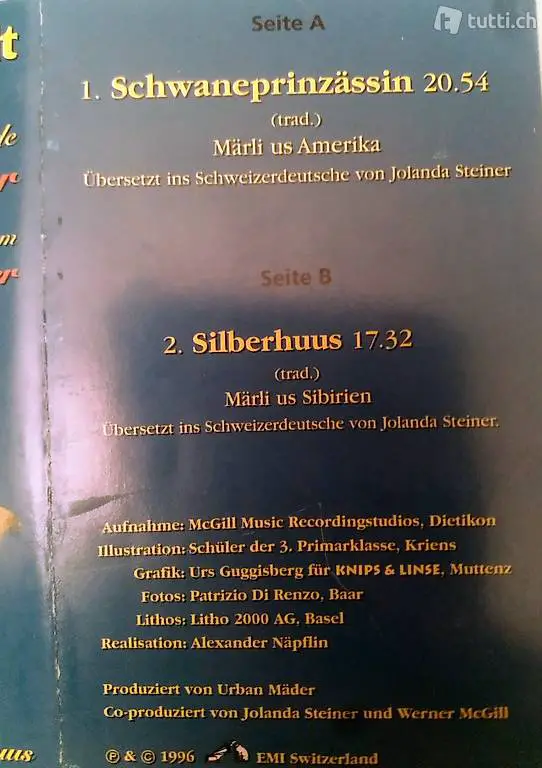 tutti.ch
Seite A
1. Schwaneprinzässin 20.54
(trad.)
Märli us Amerika
Übersetzt ins Schweizerdeutsche von Jolanda Steiner
Seite B
2. Silberhuus 17.32
(trad.)
Märli us Sibirien
Übersetzt ins Schweizerdeutsche von Jolanda Steiner.
Aufnahme: McGill Music Recordingstudios, Dietikon
Illustration: Schüler der 3. Primarklasse, Kriens
Grafik: Urs Guggisberg für KNIPS & LINSE, Muttenz
Fotos: Patrizio Di Renzo, Baar
Lithos: Litho 2000 AG, Basel
Realisation: Alexander Näpflin
Produziert von Urban Mäder
Co-produziert von Jolanda Steiner und Werner McGill
℗ & © 1996 EMI Switzerland